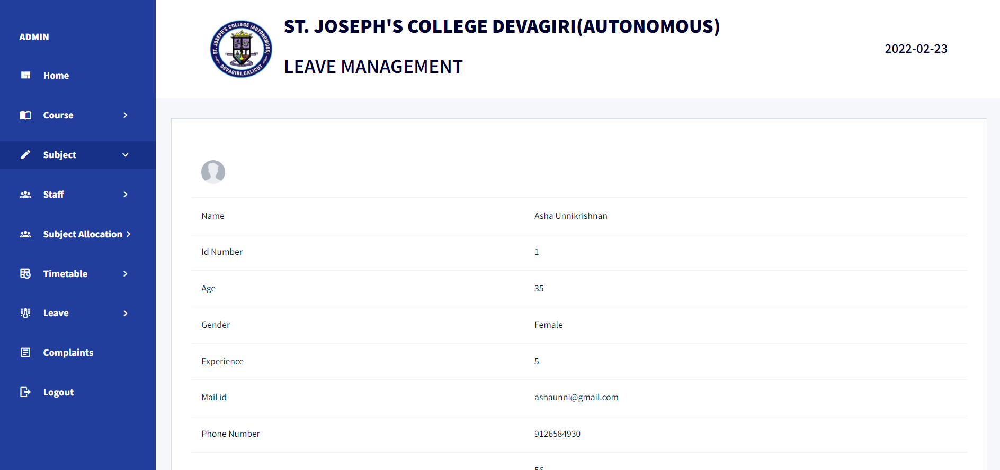 ADMIN
Home
Course
Subject
Staff
Subject Allocation
Timetable
Leave
Complaints
Logout
ST. JOSEPH'S COLLEGE (AUTONOMOUS)
DEVAGIRI, CALICUT
ST. JOSEPH'S COLLEGE DEVAGIRI(AUTONOMOUS)
LEAVE MANAGEMENT
2022-02-23
Name Asha Unnikrishnan
Id Number 1
Age 35
Gender Female
Experience 5
Mail id ashaunni@gmail.com
Phone Number 9126584930